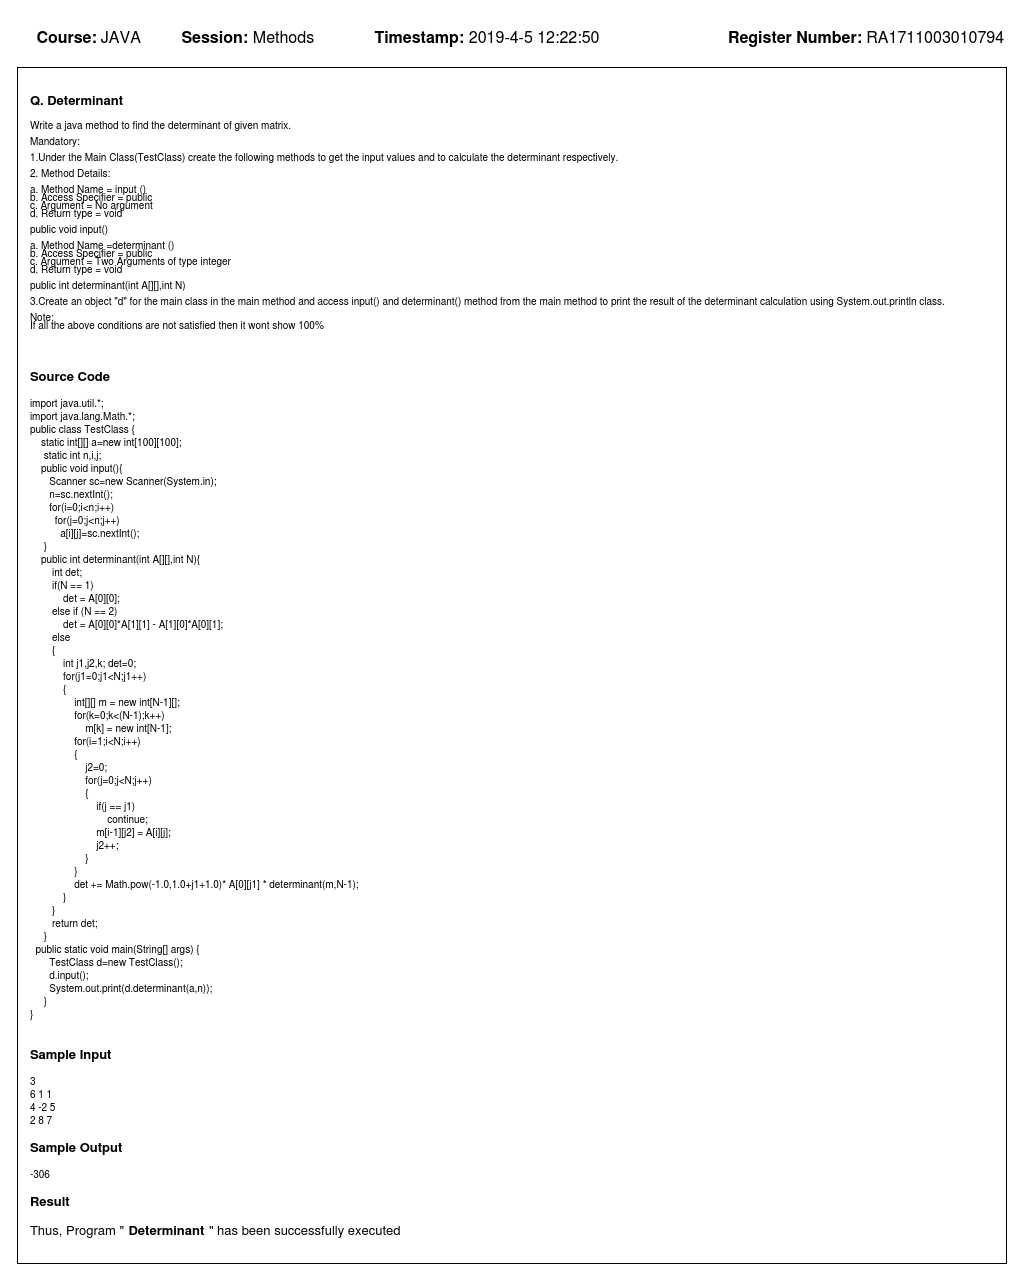 Course: JAVA Session: Methods Timestamp: 2019-4-5 12:22:50 Register Number: RA1711003010794
Q. Determinant
Write a java method to find the determinant of given matrix.
Mandatory:
1.Under the Main Class(TestClass) create the following methods to get the input values and to calculate the determinant respectively.
2. Method Details:
a. Method Name = input ()
b. Access Specifier = public
c. Argument = No argument
d. Return type = void
public void input()
a. Method Name =determinant ()
b. Access Specifier = public
c. Argument = Two Arguments of type integer
d. Return type = void
public int determinant(int A[][],int N)
3.Create an object "d" for the main class in the main method and access input() and determinant() method from the main method to print the result of the determinant calculation using System.out.println class.
Note:
If all the above conditions are not satisfied then it wont show 100%
Source Code
import java.util.*;
import java.lang.Math.*;
public class TestClass {
static int[][] a=new int[100][100];
static int n,i,j;
public void input(){
Scanner sc=new Scanner(System.in);
n=sc.nextInt();
for(i=0;i<n;i++)
for(j=0;j<n;j++)
a[i][j]=sc.nextInt();
}
public int determinant(int A[][],int N){
int det;
if(N == 1)
det = A[0][0];
else if (N == 2)
det = A[0][0]*A[1][1] - A[1][0]*A[0][1];
else
{
int j1,j2,k; det=0;
for(j1=0;j1<N;j1++)
{
int[][] m = new int[N-1][];
for(k=0;k<(N-1);k++)
m[k] = new int[N-1];
for(i=1;i<N;i++)
{
j2=0;
for(j=0;j<N;j++)
{
if(j == j1)
continue;
m[i-1][j2] = A[i][j];
j2++;
}
}
det += Math.pow(-1.0,1.0+j1+1.0)* A[0][j1] * determinant(m,N-1);
}
}
return det;
}
public static void main(String[] args) {
TestClass d=new TestClass();
d.input();
System.out.print(d.determinant(a,n));
}
}
Sample Input
3
6 1 1
4 -2 5
2 8 7
Sample Output
-306
Result
Thus, Program " Determinant " has been successfully executed